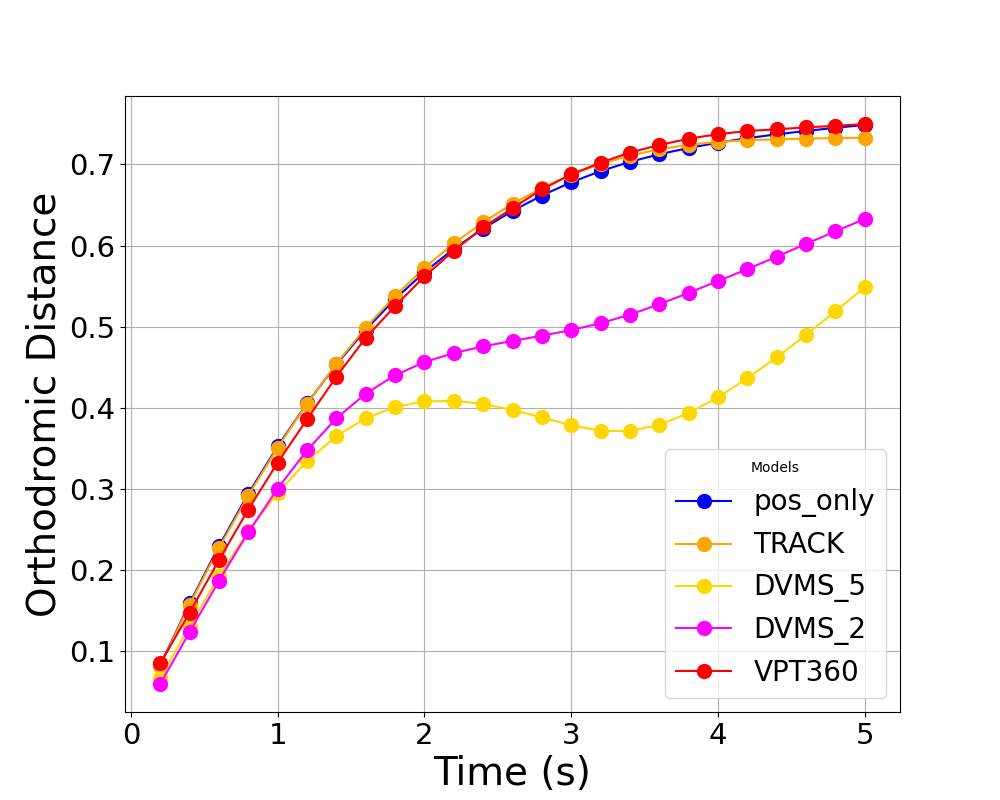 0.7
0.6
0.5
0.4
0.3
0.2
0.1
Orthodromic Distance
0 1 2 3 4 5
Time (s)
Models
pos_only
TRACK
DVMS_5
DVMS_2
VPT360